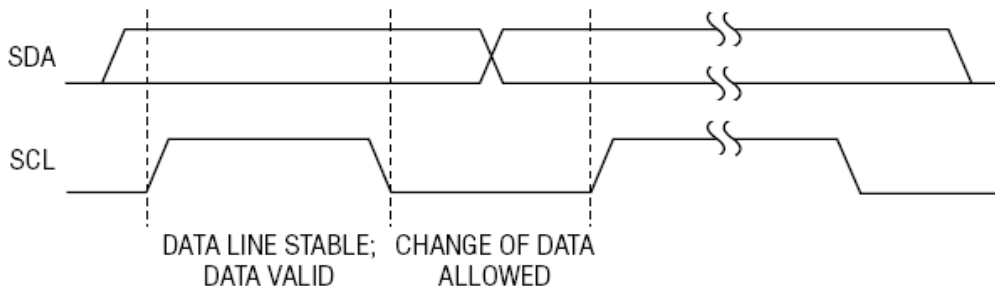 SDA
SCL
DATA LINE STABLE;
DATA VALID
CHANGE OF DATA
ALLOWED